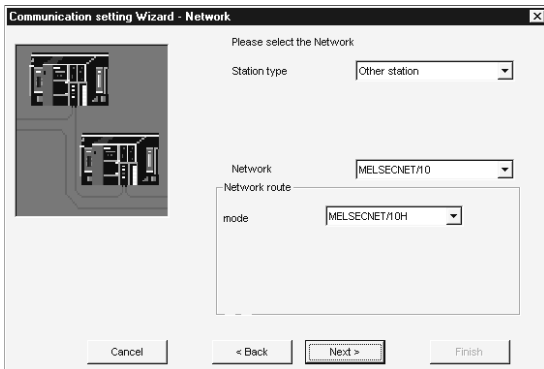 Communication setting Wizard - Network
Please select the Network
Station type Other station
Network MELSECNET/10
Network route
mode MELSECNET/10H
Cancel < Back Next > Finish